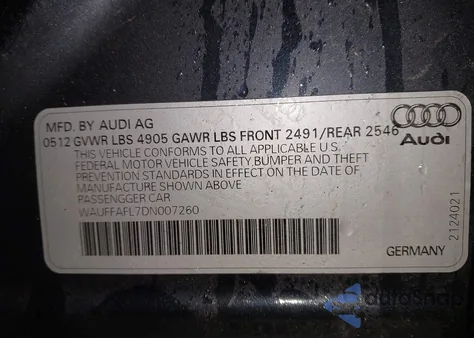 MFD. BY AUDI AG
0512 GVWR LBS 4905 GAWR LBS FRONT 2491/REAR 2546
Audi
THIS VEHICLE CONFORMS TO ALL APPLICABLE U.S.
FEDERAL MOTOR VEHICLE SAFETY,BUMPER AND THEFT
PREVENTION STANDARDS IN EFFECT ON THE DATE OF
MANUFACTURE SHOWN ABOVE.
PASSENGGER CAR
WAUFFAFL7DN007260
2124021
GERMANY
autoSnap